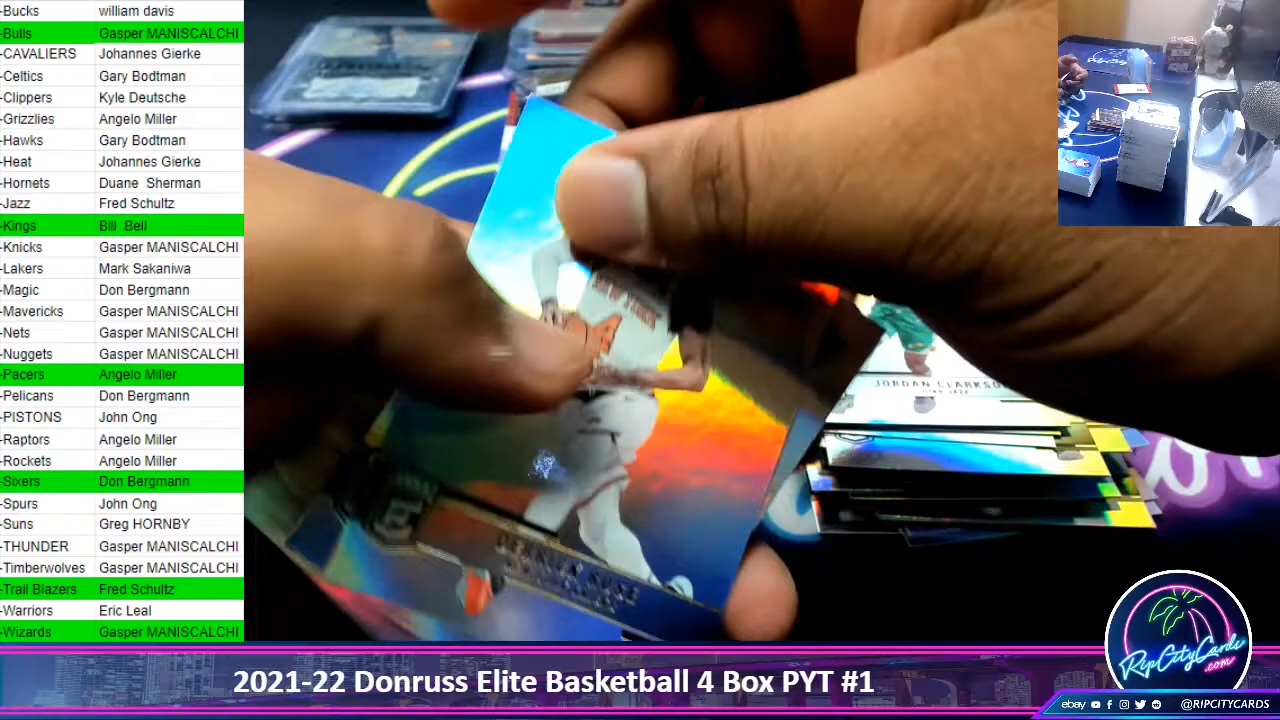 -Bucks william davis
-Bulls Gasper MANISCALCHI
-CAVALIERS Johannes Gierke
-Celtics Gary Bodtman
-Clippers Kyle Deutsche
-Grizzlies Angelo Miller
-Hawks Gary Bodtman
-Heat Johannes Gierke
-Hornets Duane Sherman
-Jazz Fred Schultz
-Kings Bill Bell
-Knicks Gasper MANISCALCHI
-Lakers Mark Sakaniwa
-Magic Don Bergmann
-Mavericks Gasper MANISCALCHI
-Nets Gasper MANISCALCHI
-Nuggets Gasper MANISCALCHI
-Pacers Angelo Miller
-Pelicans Don Bergmann
-PISTONS John Ong
-Raptors Angelo Miller
-Rockets Angelo Miller
-Sixers Don Bergmann
-Spurs John Ong
-Suns Greg HORNBY
-THUNDER Gasper MANISCALCHI
-Timberwolves Gasper MANISCALCHI
-Trail Blazers Fred Schultz
-Warriors Eric Leal
-Wizards Gasper MANISCALCHI
JORDAN CLARKSO
RipCityCards
.com
2021-22 Donruss Elite Basketball 4 Box PYT #1
ebay @RIPCITYCARDS